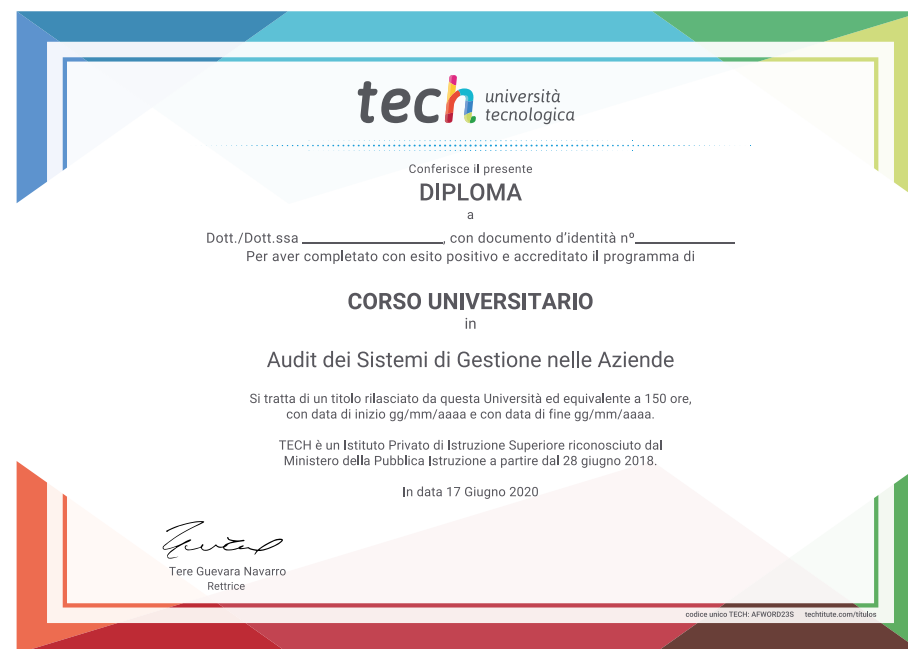 tech università
tecnologica
Conferisce il presente
DIPLOMA
a
Dott./Dott.ssa ____________________, con documento d'identità nº______________
Per aver completato con esito positivo e accreditato il programma di
CORSO UNIVERSITARIO
in
Audit dei Sistemi di Gestione nelle Aziende
Si tratta di un titolo rilasciato da questa Università ed equivalente a 150 ore,
con data di inizio gg/mm/aaaa e con data di fine gg/mm/aaaa.
TECH è un Istituto Privato di Istruzione Superiore riconosciuto dal
Ministero della Pubblica Istruzione a partire dal 28 giugno 2018.
In data 17 Giugno 2020
Tere Guevara Navarro
Rettrice
codice unico TECH: AFWORD23S techtitute.com/titulos